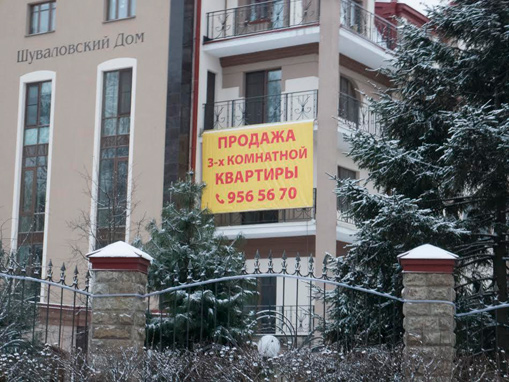 Шуваловский Дом
ПРОДАЖА
3-х КОМНАТНОЙ
КВАРТИРЫ
956 56 70